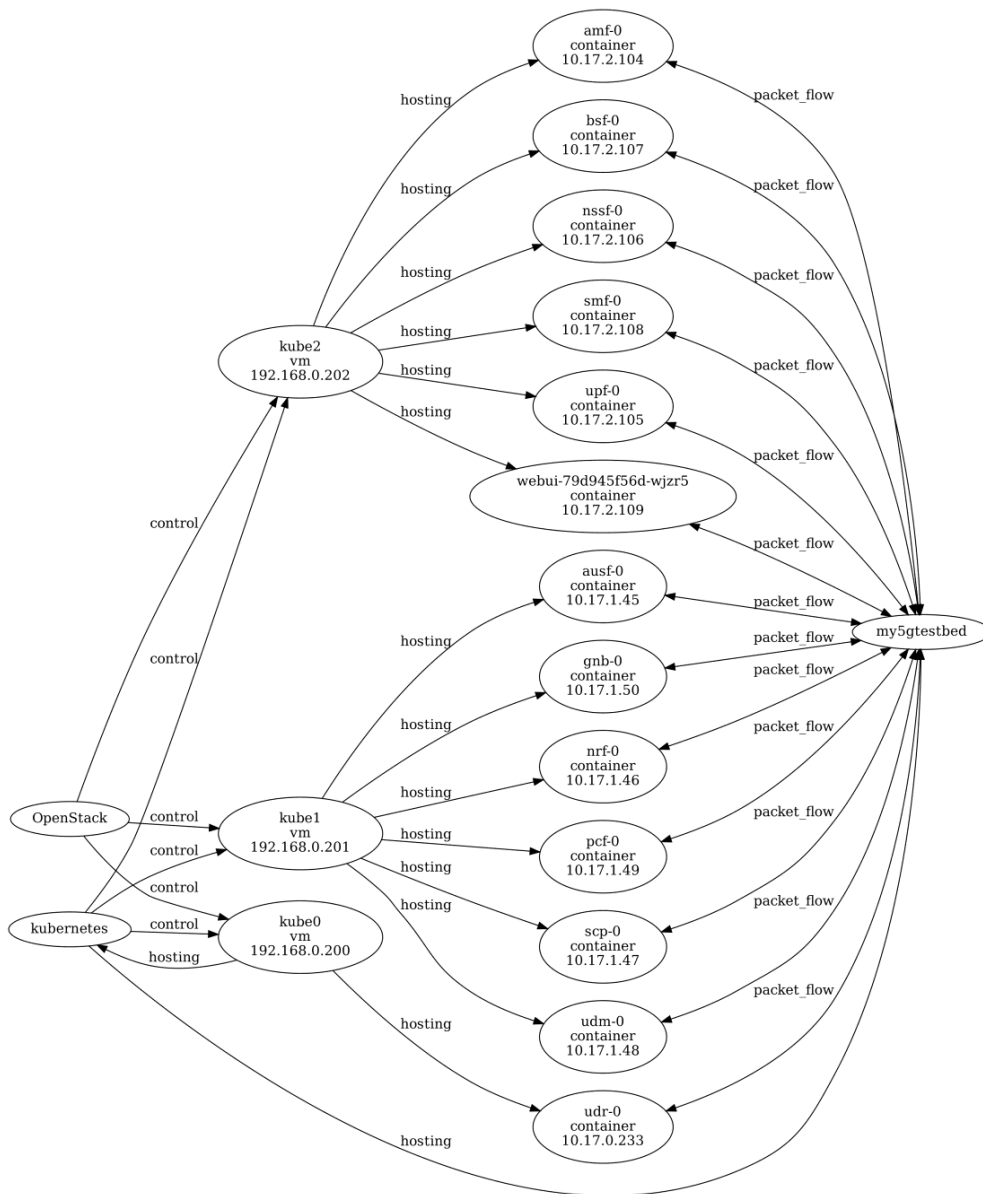 amf-0
container
10.17.2.104
hosting
packet_flow
bsf-0
container
10.17.2.107
hosting
packet_flow
nssf-0
container
10.17.2.106
hosting
packet_flow
smf-0
container
10.17.2.108
hosting
packet_flow
kube2
vm
192.168.0.202
upf-0
container
10.17.2.105
hosting
packet_flow
hosting
webui-79d945f56d-wjzr5
container
10.17.2.109
control
packet_flow
ausf-0
container
10.17.1.45
packet_flow
my5gtestbed
hosting
packet_flow
control
gnb-0
container
10.17.1.50
packet_flow
hosting
nrf-0
container
10.17.1.46
packet_flow
hosting
OpenStack
control
kube1
vm
192.168.0.201
hosting
pcf-0
container
10.17.1.49
packet_flow
control
hosting
control
hosting
packet_flow
kubernetes
control
kube0
vm
192.168.0.200
scp-0
container
10.17.1.47
hosting
packet_flow
hosting
udm-0
container
10.17.1.48
udr-0
container
10.17.0.233
hosting